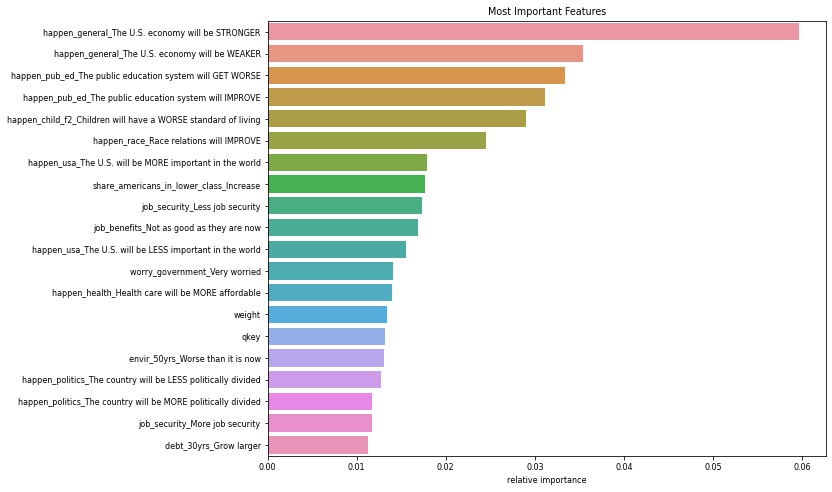 Most Important Features
happen_general_The U.S. economy will be STRONGER
happen_general_The U.S. economy will be WEAKER
happen_pub_ed_The public education system will GET WORSE
happen_pub_ed_The public education system will IMPROVE
happen_child_f2_Children will have a WORSE standard of living
happen_race_Race relations will IMPROVE
happen_usa_The U.S. will be MORE important in the world
share_americans_in_lower_class_Increase
job_security_Less job security
job_benefits_Not as good as they are now
happen_usa_The U.S. will be LESS important in the world
worry_government_Very worried
happen_health_Health care will be MORE affordable
weight
qkey
envir_50yrs_Worse than it is now
happen_politics_The country will be LESS politically divided
happen_politics_The country will be MORE politically divided
job_security_More job security
debt_30yrs_Grow larger
0.00 0.01 0.02 0.03 0.04 0.05 0.06
relative importance